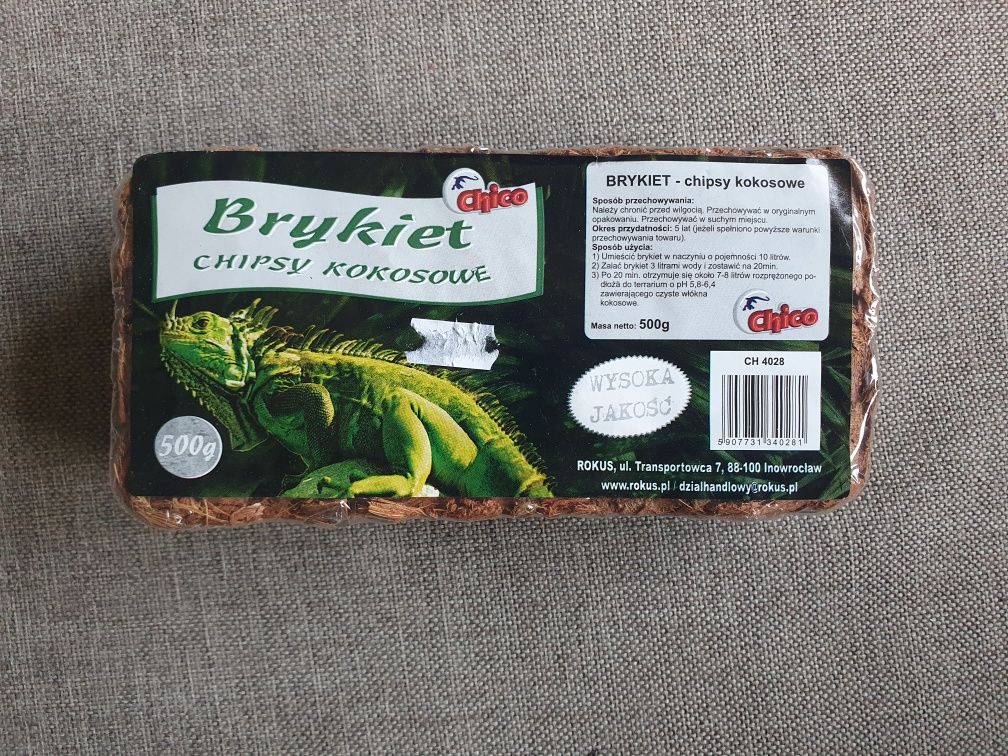 Chico
Brykiet
CHIPSY KOKOSOWE
500g
BRYKIET - chipsy kokosowe
Sposób przechowywania:
Należy chronić przed wilgocią. Przechowywać w oryginalnym
opakowaniu. Przechowywać w suchym miejscu.
Okres przydatności: 5 lat (jeżeli spełniono powyższe warunki
przechowywania towaru).
Sposób użycia:
1) Umieścić brykiet w naczyniu o pojemności 10 litrów.
2) Zalać brykiet 3 litrami wody i zostawić na 20min.
3) Po 20 min. otrzymuje się około 7-8 litrów rozprężonego po-
dłoża do terrarium o pH 5,8-6,4
zawierającego czyste włókna
kokosowe.
Masa netto: 500g
Chico
WYSOKA
JAKOŚĆ
CH 4028
5907731340281
ROKUS, ul. Transportowca 7, 88-100 Inowrocław
www.rokus.pl / dzialhandlowy@rokus.pl